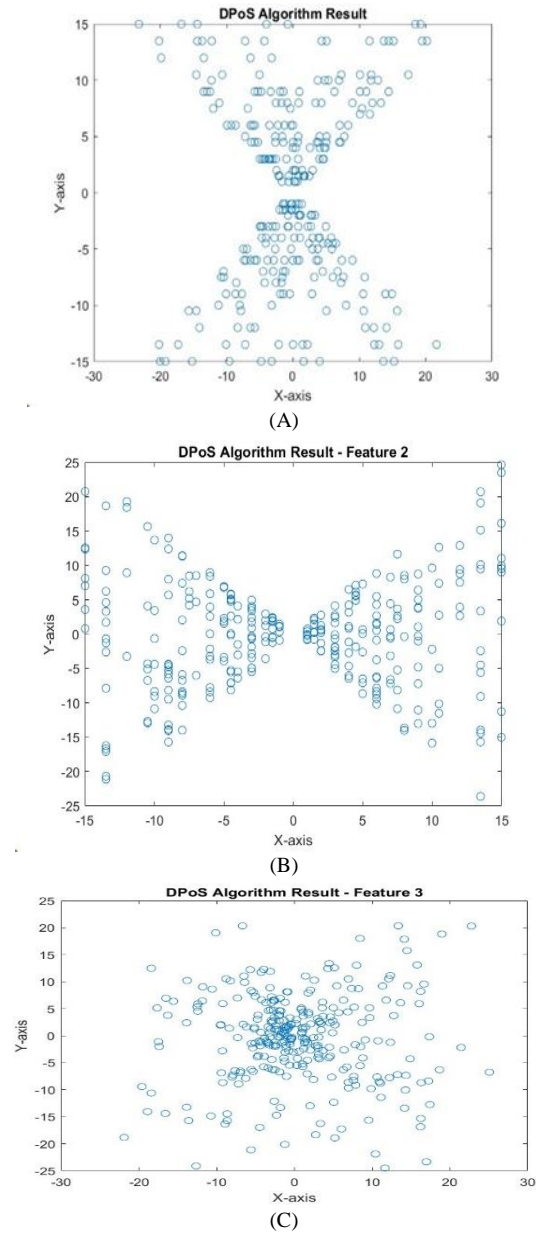 DPoS Algorithm Result
15
10
5
0
-5
-10
-15
Y-axis
-30 -20 -10 0 10 20 30
X-axis
(A)
DPoS Algorithm Result - Feature 2
25
20
15
10
5
0
-5
-10
-15
-20
-25
Y-axis
-15 -10 -5 0 5 10 15
X-axis
(B)
DPoS Algorithm Result - Feature 3
25
20
15
10
5
0
-5
-10
-15
-20
-25
Y-axis
-30 -20 -10 0 10 20 30
X-axis
(C)